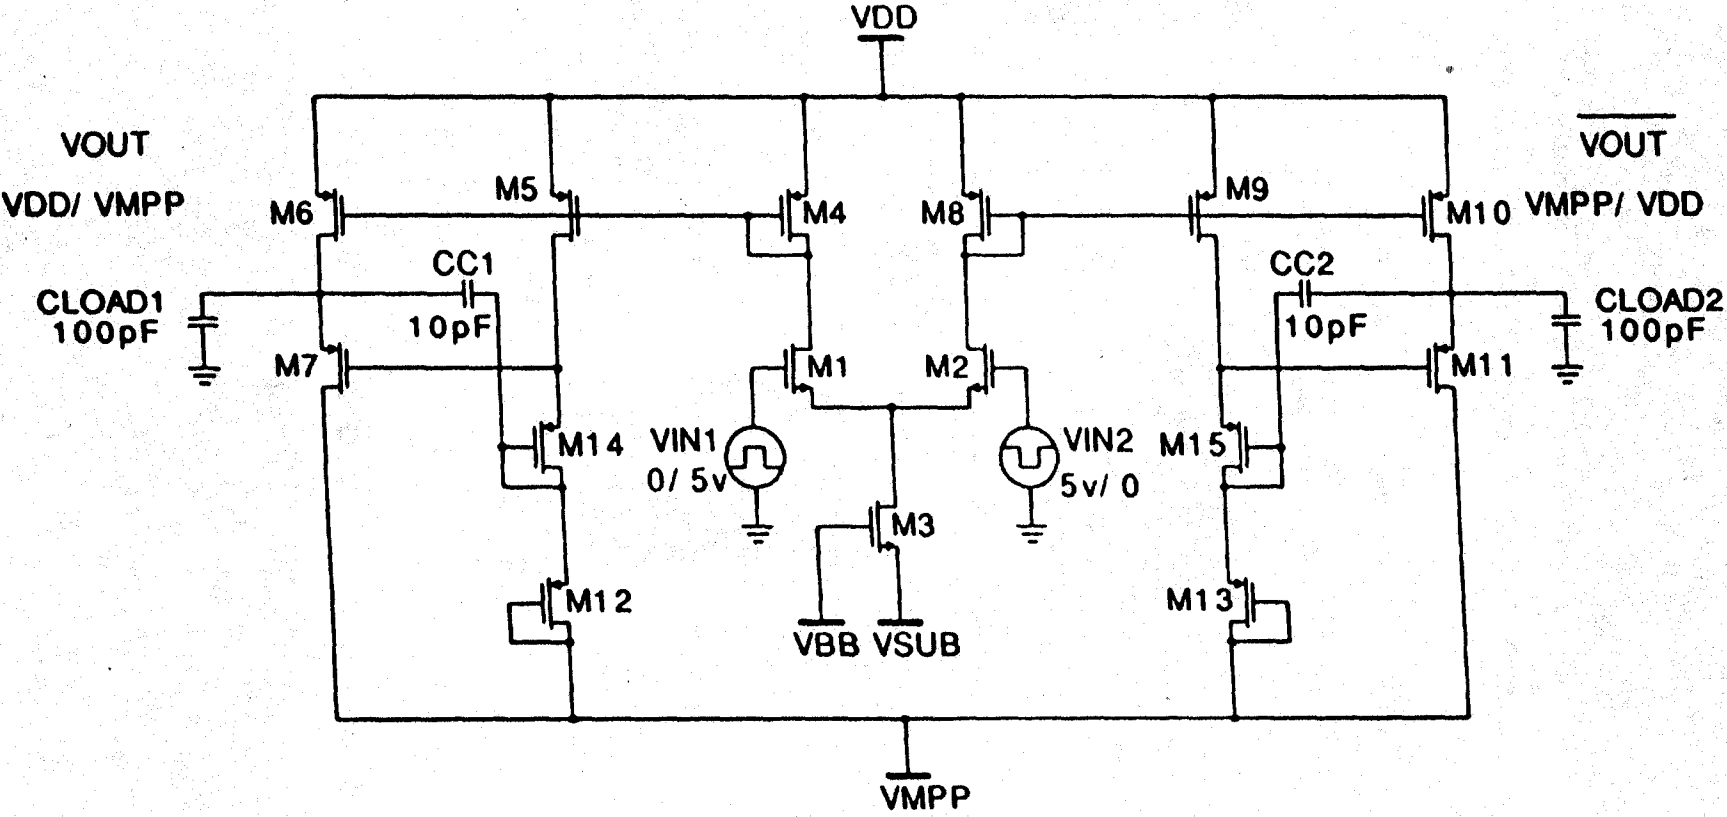 VDD
VOUT
VOUT
VDD/ VMPP
M6
M5
M4
M8
M9
M10
VMPP/ VDD
CC1
CC2
CLOAD1
100pF
10pF
10pF
CLOAD2
100pF
M7
M1
M2
M11
M14
VIN1
0/ 5v
VIN2
5v/ 0
M15
M3
M12
M13
VBB
VSUB
VMPP